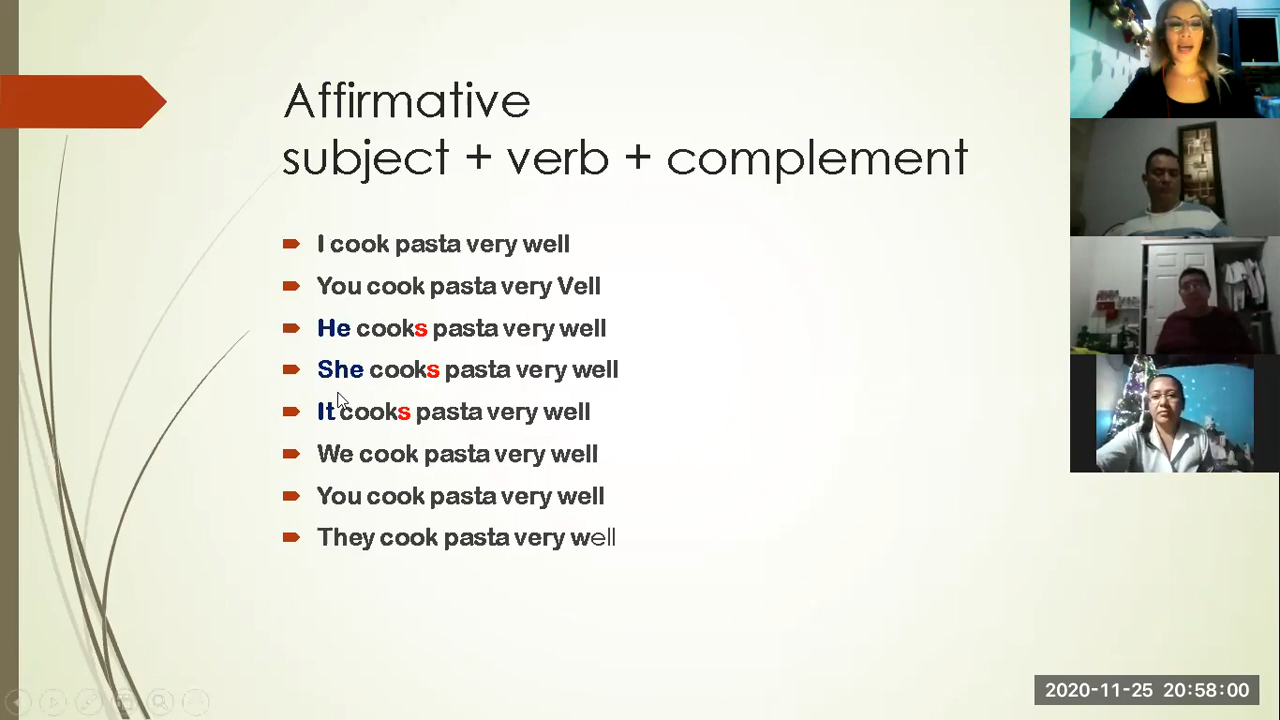 Affirmative
subject + verb + complement
I cook pasta very well
You cook pasta very Vell
He cooks pasta very well
She cooks pasta very well
It cooks pasta very well
We cook pasta very well
You cook pasta very well
They cook pasta very well
2020-11-25 20:58:00